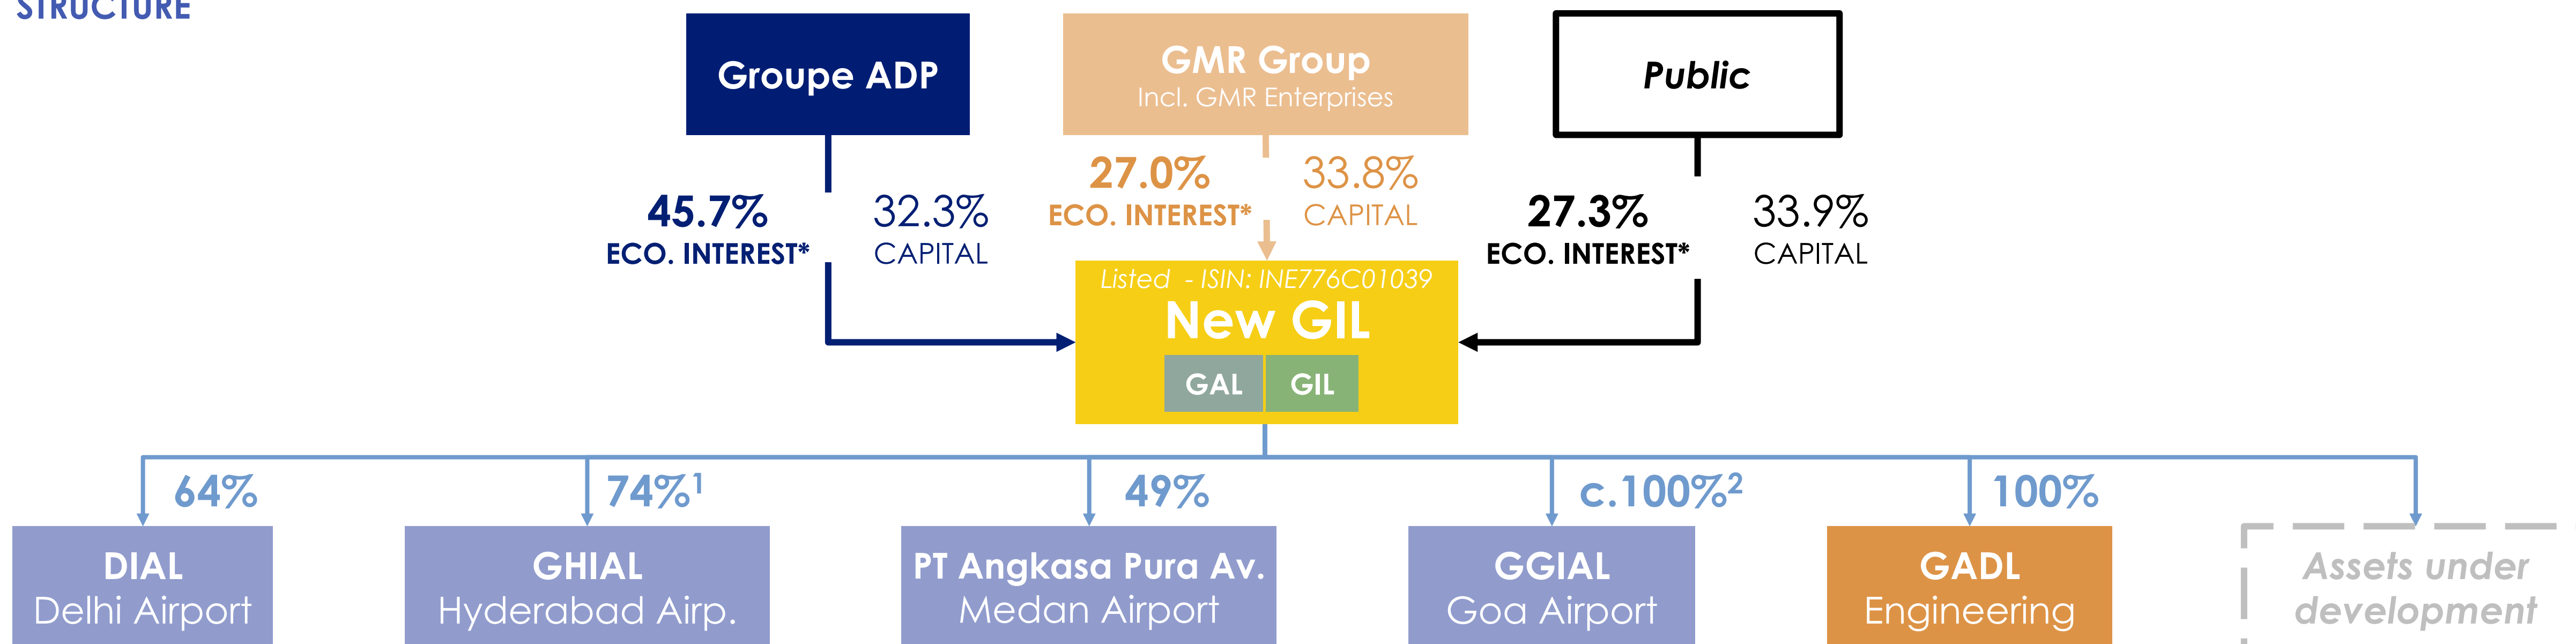 STRUCTURE
Groupe ADP
GMR Group
Incl. GMR Enterprises
Public
45.7%
ECO. INTEREST*
32.3%
CAPITAL
27.0%
ECO. INTEREST*
33.8%
CAPITAL
27.3%
ECO. INTEREST*
33.9%
CAPITAL
Listed - ISIN: INE776C01039
New GIL
GAL
GIL
64%
74%¹
49%
c.100%²
100%
DIAL
Delhi Airport
GHIAL
Hyderabad Airp.
PT Angkasa Pura Av.
Medan Airport
GGIAL
Goa Airport
GADL
Engineering
Assets under
development